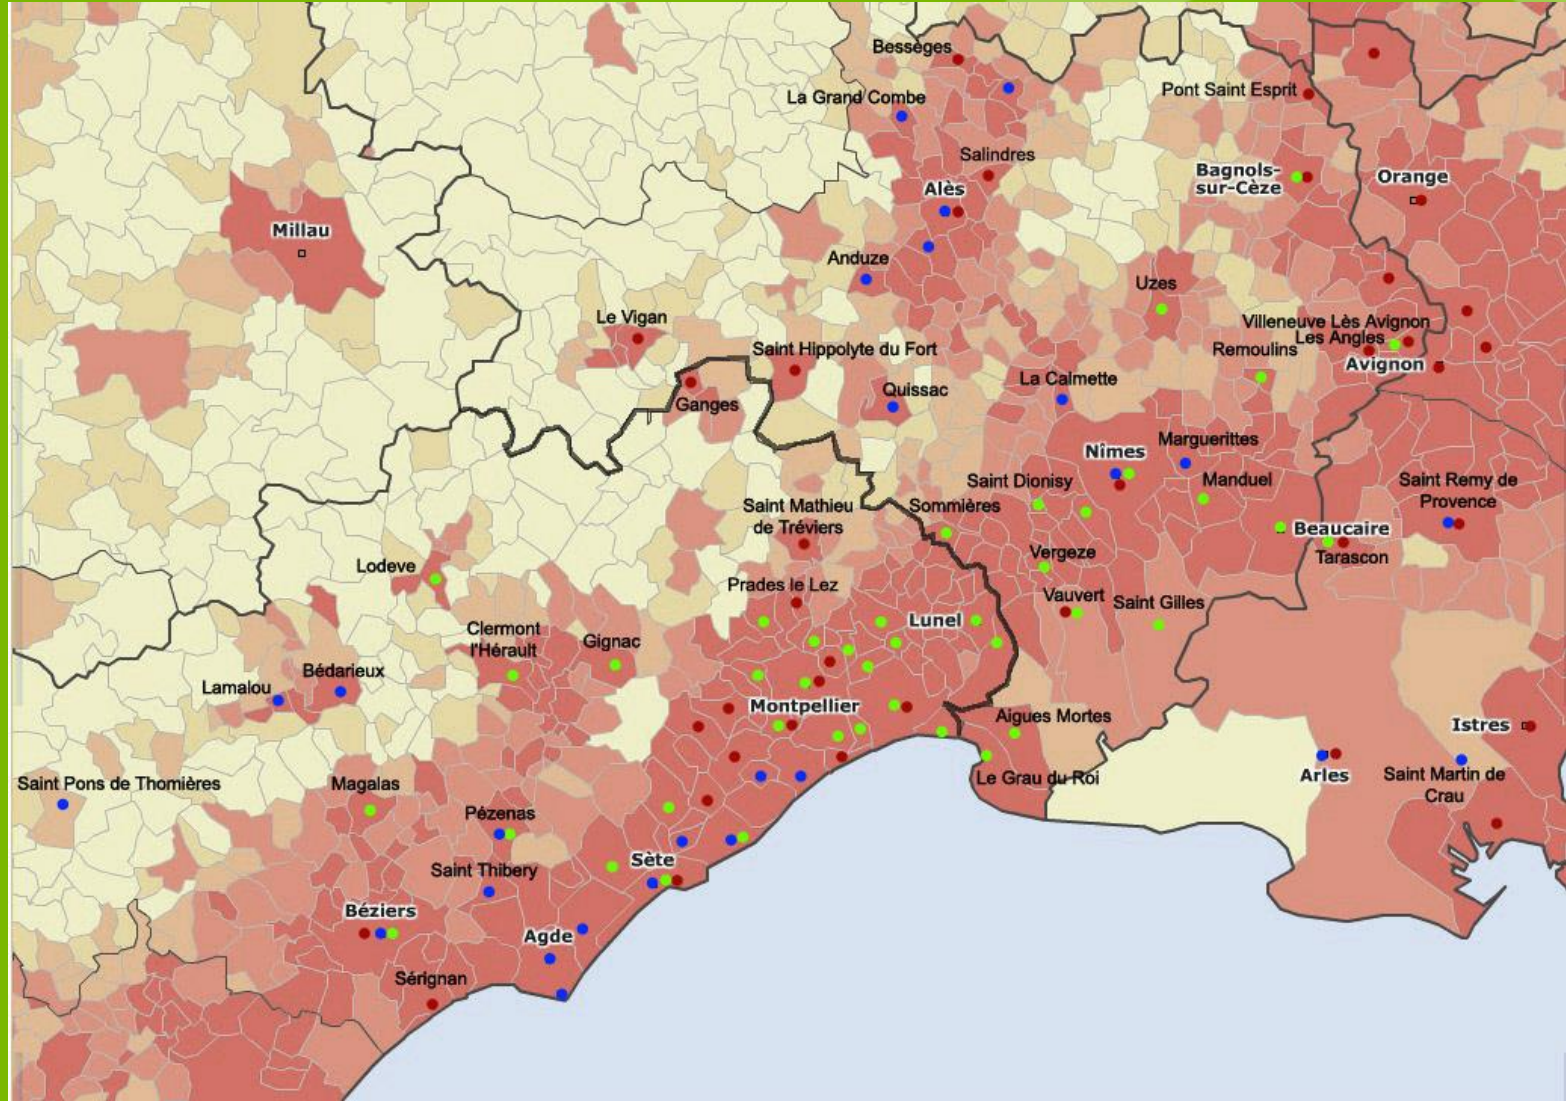 Bessèges
La Grand Combe
Pont Saint Esprit
Salindres
Alès
Bagnols-
sur-Cèze
Orange
Millau
Anduze
Uzes
Le Vigan
Villeneuve Lès Avignon
Les Angles
Remoulins
Avignon
Saint Hippolyte du Fort
La Calmette
Quissac
Ganges
Nîmes
Marguerittes
Saint Dionisy
Manduel
Saint Remy de
Provence
Saint Mathieu
de Tréviers
Sommières
Beaucaire
Tarascon
Vergeze
Lodeve
Prades le Lez
Vauvert
Saint Gilles
Lunel
Clermont
l'Hérault
Gignac
Bédarieux
Lamalou
Montpellier
Aigues Mortes
Istres
Le Grau du Roi
Arles
Saint Martin de
Crau
Saint Pons de Thomières
Magalas
Pézenas
Sète
Saint Thibery
Béziers
Agde
Sérignan